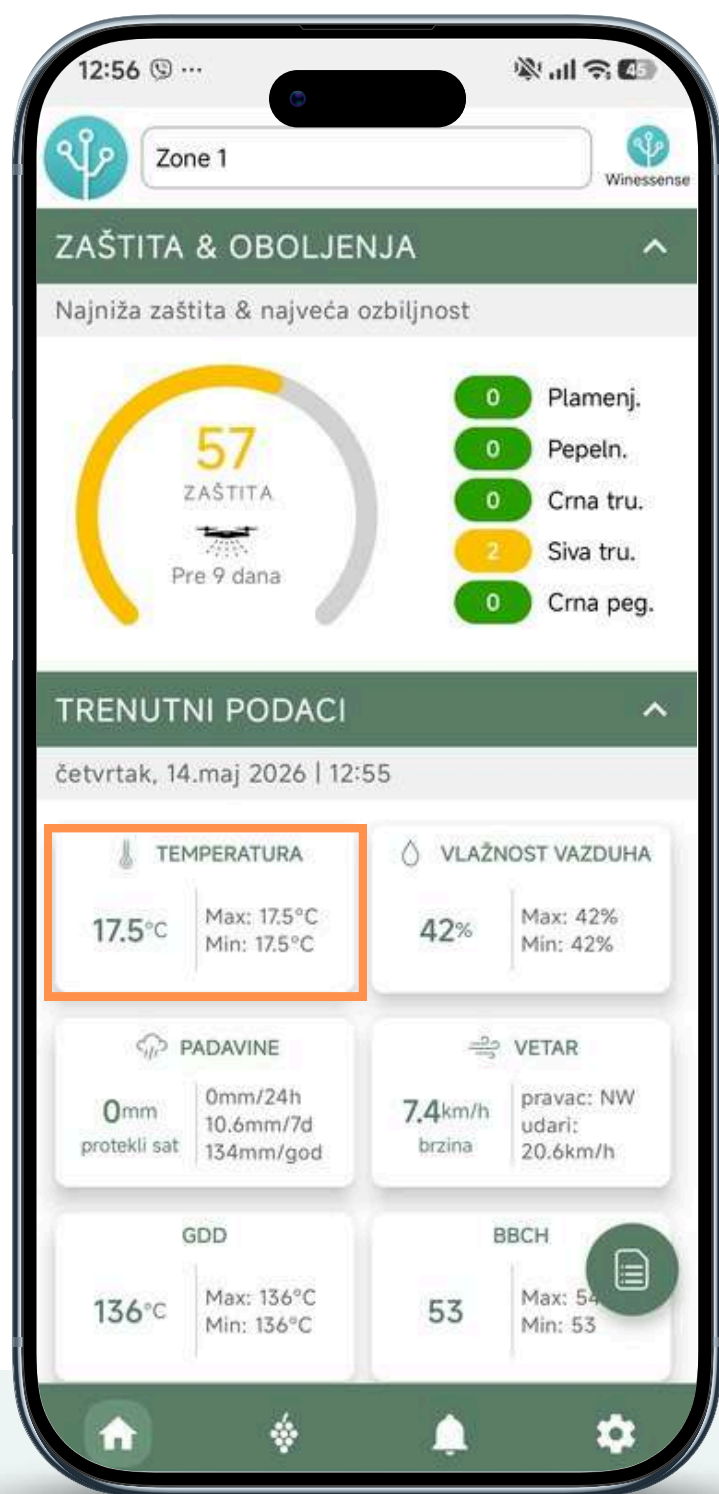 12:56 ...
45
Zone 1
Winessense
ZAŠTITA & OBOLJENJA
Najniža zaštita & najveća ozbiljnost
57
ZAŠTITA
Pre 9 dana
0 Plamenj.
0 Pepeln.
0 Crna tru.
2 Siva tru.
0 Crna peg.
TRENUTNI PODACI
četvrtak, 14.maj 2026 | 12:55
TEMPERATURA
17.5°C
Max: 17.5°C
Min: 17.5°C
VLAŽNOST VAZDUHA
42%
Max: 42%
Min: 42%
PADAVINE
0mm
protekli sat
0mm/24h
10.6mm/7d
134mm/god
VETAR
7.4km/h
brzina
pravac: NW
udari:
20.6km/h
GDD
136°C
Max: 136°C
Min: 136°C
BBCH
53
Max: 54
Min: 53